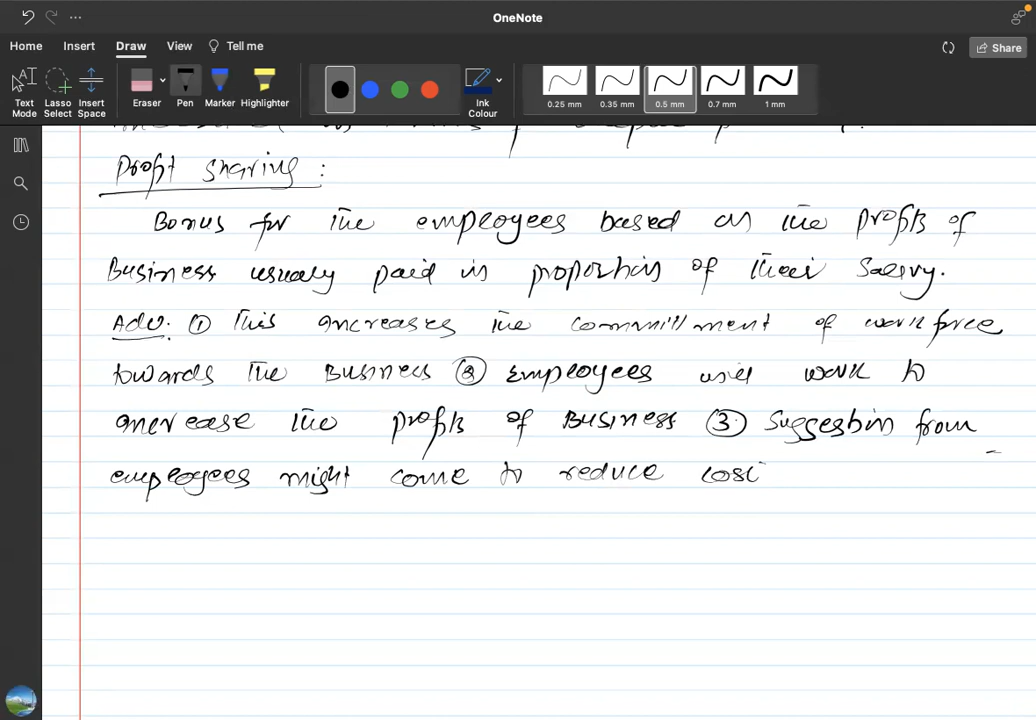 OneNote
Home Insert Draw View Tell me
Share
Text Mode
Lasso Select
Insert Space
Eraser
Pen
Marker
Highlighter
Ink Colour
0.25 mm 0.35 mm 0.5 mm 0.7 mm 1 mm
Profit sharing :
Bonus for the employees based on the profits of
Business usually paid in proportion of their salary.
Adv: ① This increases the committment of workforce
towards the Business ② Employees will work to
increase the profits of Business ③ Suggestion from
employees might come to reduce cost